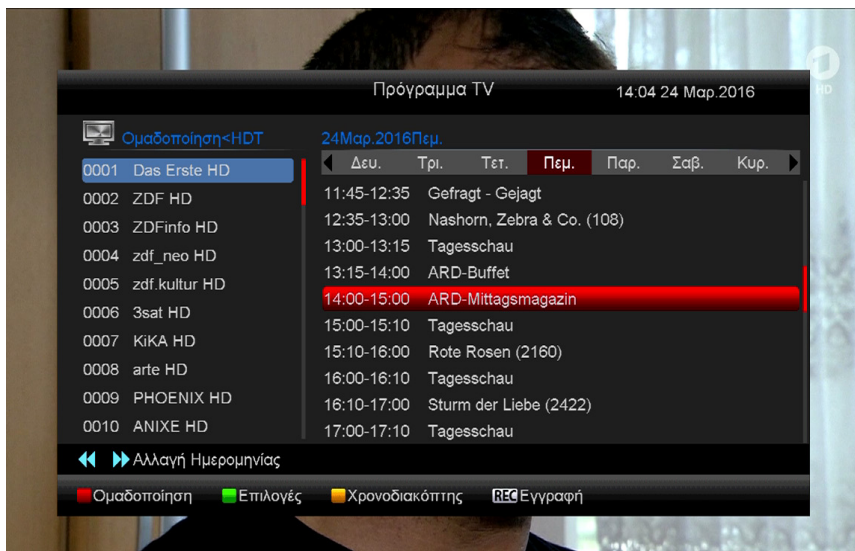 Πρόγραμμα TV
14:04 24 Μαρ.2016
HD
Ομαδοποίηση<HDT
24Μαρ.2016Πεμ.
Δευ. Τρι. Τετ. Πεμ. Παρ. Σαβ. Κυρ.
0001 Das Erste HD
0002 ZDF HD
0003 ZDFinfo HD
0004 zdf_neo HD
0005 zdf.kultur HD
0006 3sat HD
0007 KiKA HD
0008 arte HD
0009 PHOENIX HD
0010 ANIXE HD
11:45-12:35 Gefragt - Gejagt
12:35-13:00 Nashorn, Zebra & Co. (108)
13:00-13:15 Tagesschau
13:15-14:00 ARD-Buffet
14:00-15:00 ARD-Mittagsmagazin
15:00-15:10 Tagesschau
15:10-16:00 Rote Rosen (2160)
16:00-16:10 Tagesschau
16:10-17:00 Sturm der Liebe (2422)
17:00-17:10 Tagesschau
Αλλαγή Ημερομηνίας
Ομαδοποίηση Επιλογές Χρονοδιακόπτης REC Εγγραφή